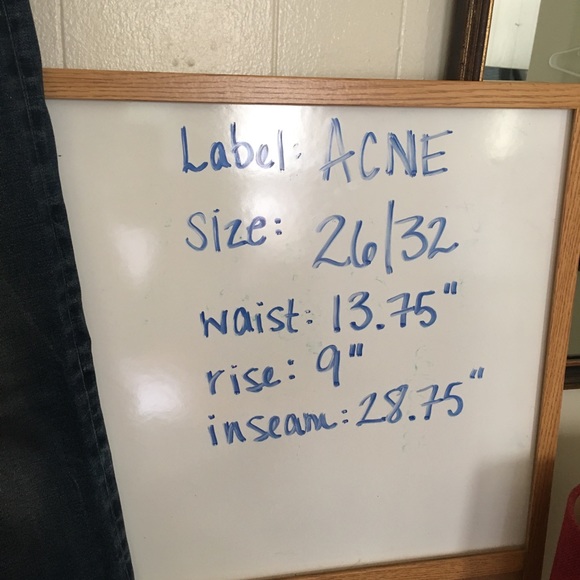 Label: ACNE
Size: 26/32
waist: 13.75"
rise: 9"
inseam: 28.75"